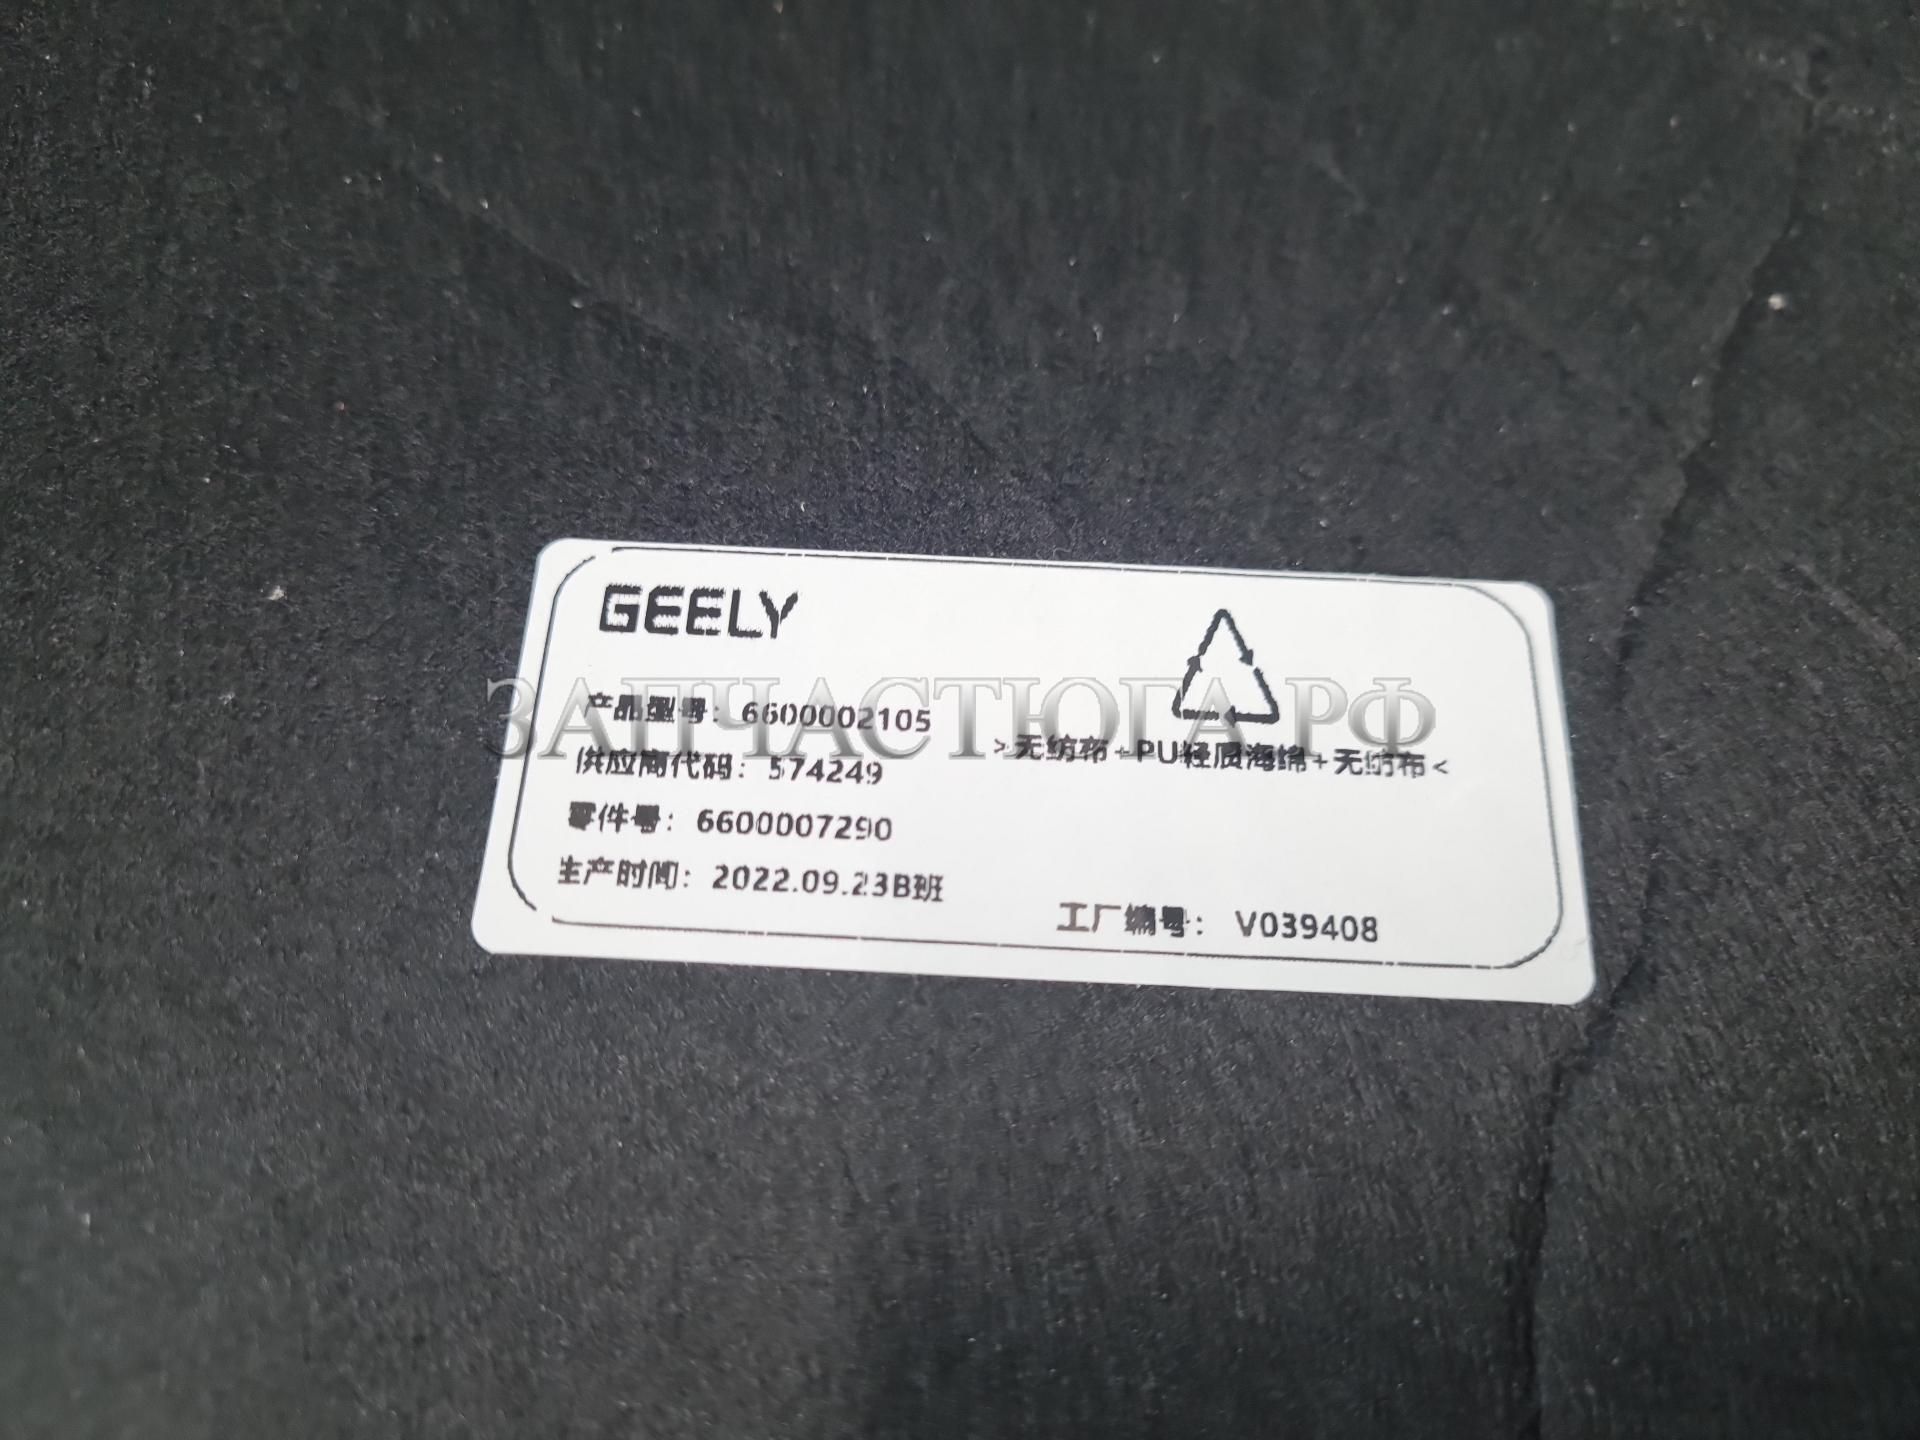 GEELY
产品型号：6600002105
ЗАПЧАСТЮГА.РФ
>无纺布+PU轻质海绵+无纺布<
供应商代码：574249
零件号：6600007290
生产时间：2022.09.23B班
工厂编号：V039408